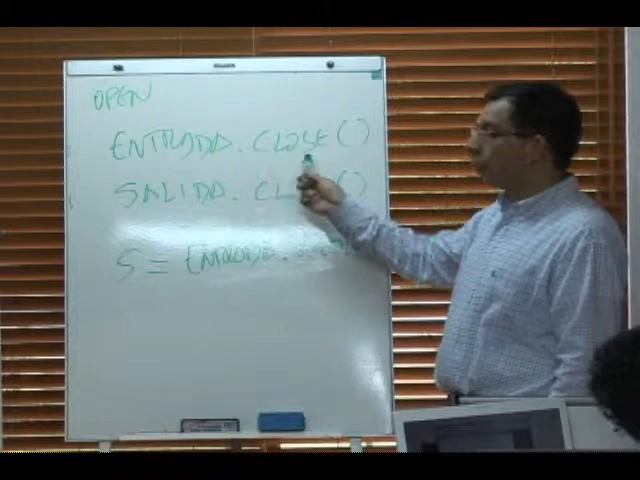 OPEN
ENTRADA.CLOSE()
SALIDA.CL ()
S = ENTRADA.